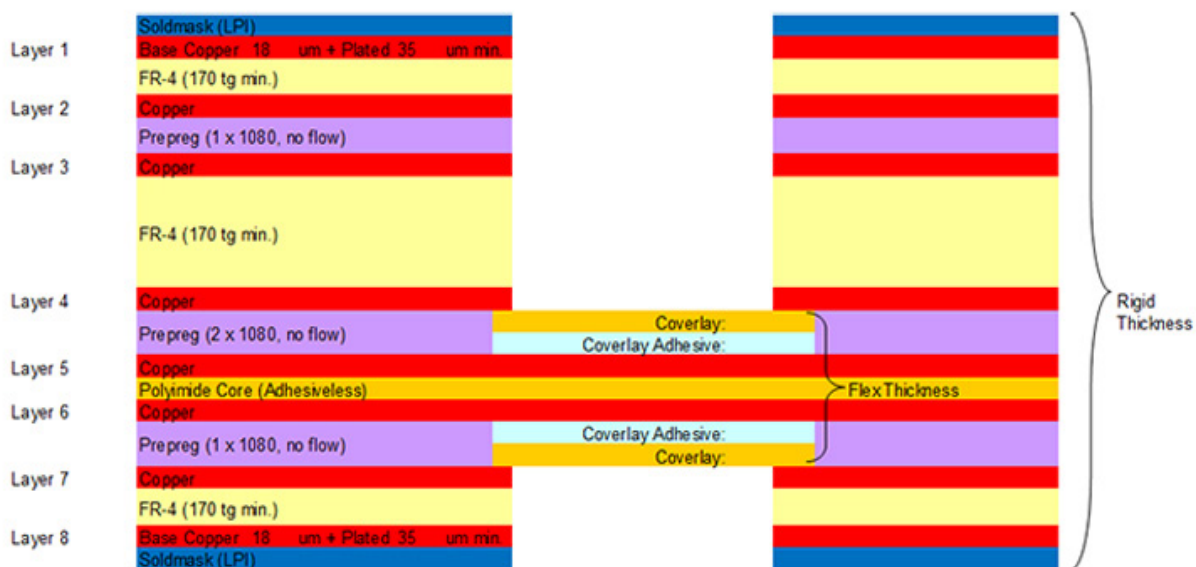 Soldmask (LPI)
Layer 1 Base Copper 18 um + Plated 35 um min.
FR-4 (170 tg min.)
Layer 2 Copper
Prepreg (1 x 1080, no flow)
Layer 3 Copper
FR-4 (170 tg min.)
Layer 4 Copper
Rigid
Thickness
Coverlay:
Prepreg (2 x 1080, no flow)
Coverlay Adhesive:
Layer 5 Copper
Polyimide Core (Adhesiveless)
Flex Thickness
Layer 6 Copper
Coverlay Adhesive:
Prepreg (1 x 1080, no flow)
Coverlay:
Layer 7 Copper
FR-4 (170 tg min.)
Layer 8 Base Copper 18 um + Plated 35 um min.
Soldmask (LPI)